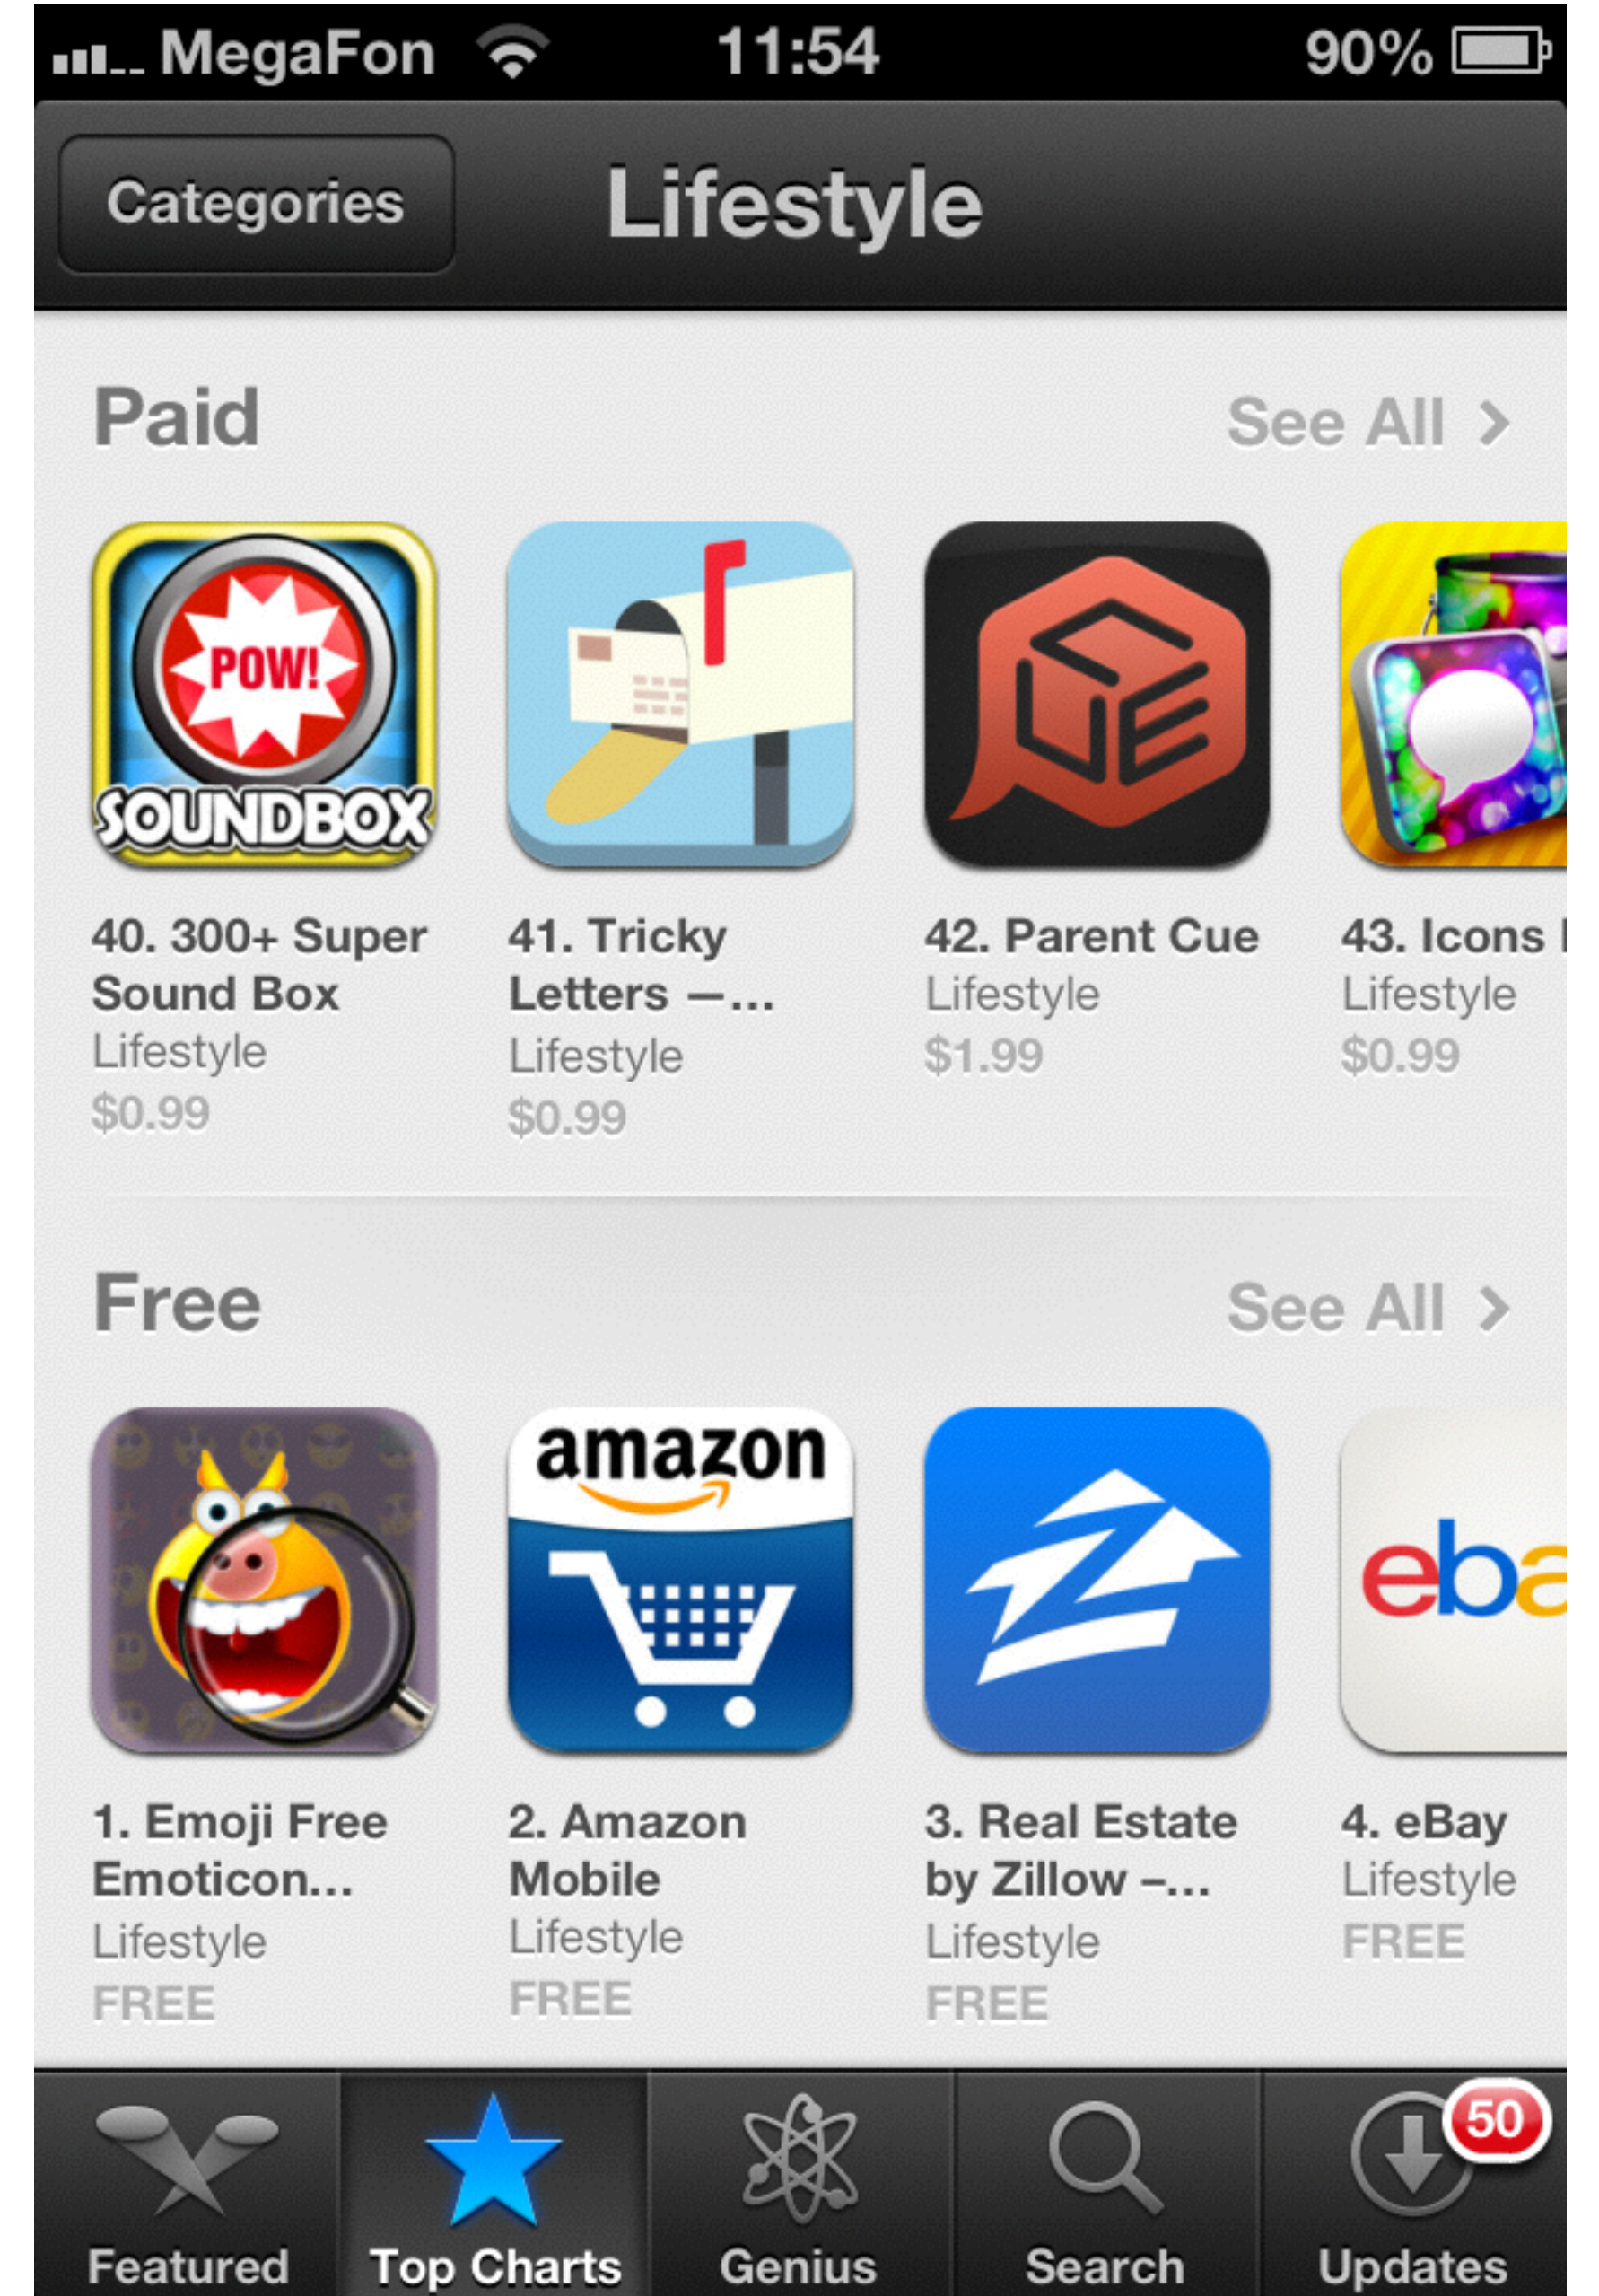 MegaFon 11:54 90%
Categories Lifestyle
Paid See All
POW!
SOUNDBOX
CUE
40. 300+ Super
Sound Box
Lifestyle
$0.99
41. Tricky
Letters —...
Lifestyle
$0.99
42. Parent Cue
Lifestyle
$1.99
43. Icons
Lifestyle
$0.99
Free See All
amazon
eba
1. Emoji Free
Emoticon...
Lifestyle
FREE
2. Amazon
Mobile
Lifestyle
FREE
3. Real Estate
by Zillow –...
Lifestyle
FREE
4. eBay
Lifestyle
FREE
50
Featured Top Charts Genius Search Updates